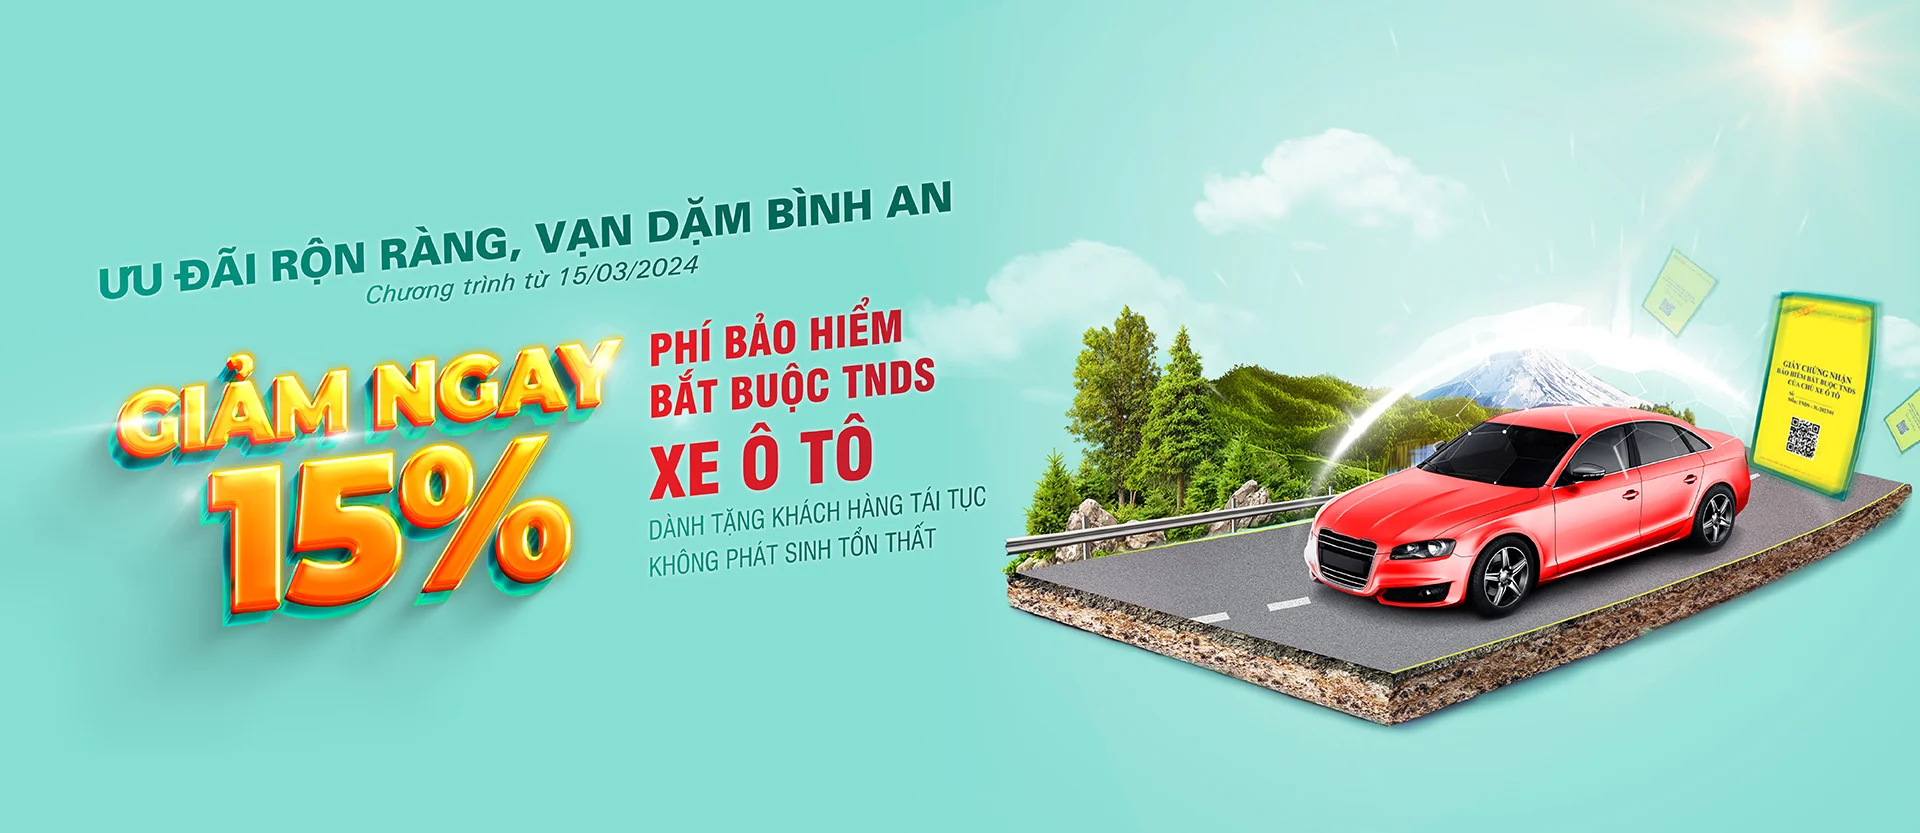 ƯU ĐÃI RỘN RÀNG, VẠN DẶM BÌNH AN
Chương trình từ 15/03/2024
GIẢM NGAY
15%
PHÍ BẢO HIỂM
BẮT BUỘC TNDS
XE Ô TÔ
DÀNH TẶNG KHÁCH HÀNG TÁI TỤC
KHÔNG PHÁT SINH TỔN THẤT
GIẤY CHỨNG NHẬN
BẢO HIỂM BẮT BUỘC TNDS
CỦA CHỦ XE Ô TÔ